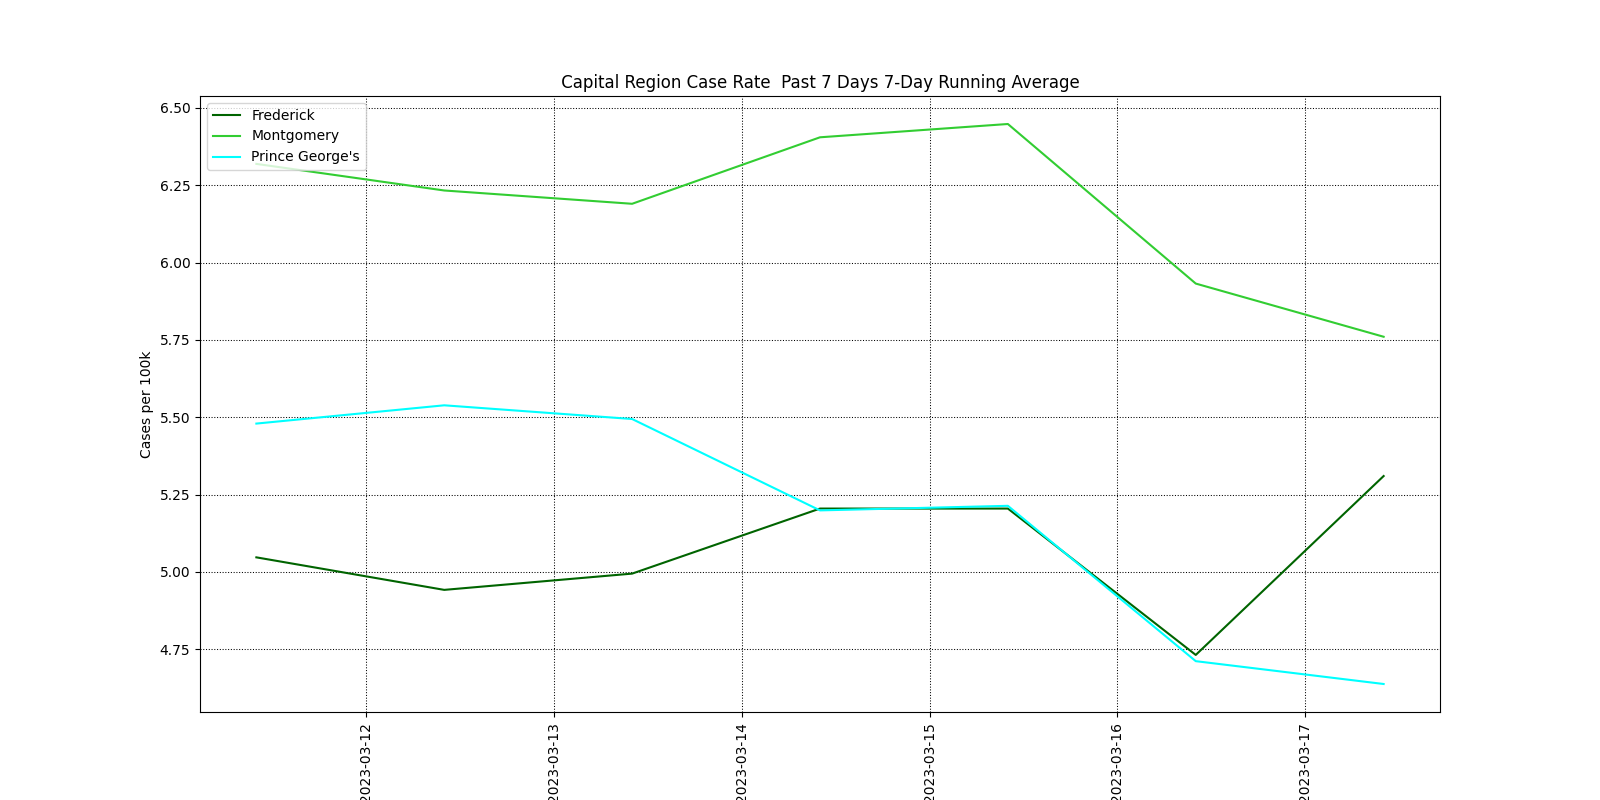 Capital Region Case Rate  Past 7 Days 7-Day Running Average
Frederick
Montgomery
Prince George's
6.50
6.25
6.00
5.75
5.50
5.25
5.00
4.75
Cases per 100k
2023-03-12
2023-03-13
2023-03-14
2023-03-15
2023-03-16
2023-03-17